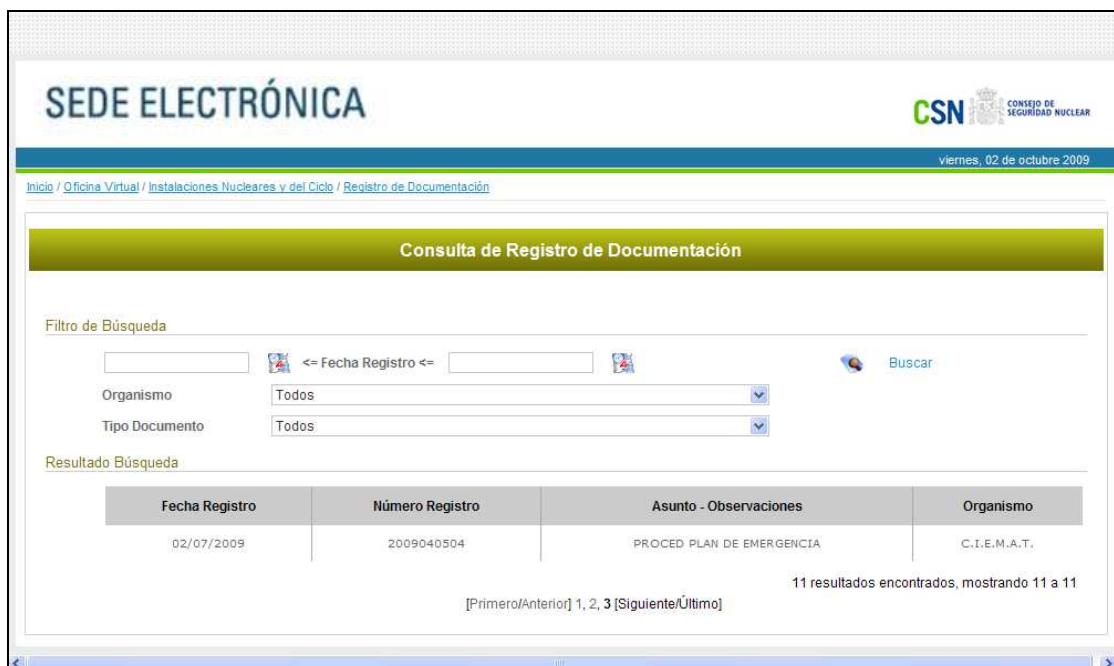 SEDE ELECTRÓNICA
CSN CONSEJO DE
SEGURIDAD NUCLEAR
viernes, 02 de octubre 2009
Inicio / Oficina Virtual / Instalaciones Nucleares y del Ciclo / Registro de Documentación
Consulta de Registro de Documentación
Filtro de Búsqueda
<= Fecha Registro <= Buscar
Organismo Todos
Tipo Documento Todos
Resultado Búsqueda
Fecha Registro Número Registro Asunto - Observaciones Organismo
02/07/2009 2009040504 PROCED PLAN DE EMERGENCIA C.I.E.M.A.T.
11 resultados encontrados, mostrando 11 a 11
[Primero/Anterior] 1, 2, 3 [Siguiente/Último]